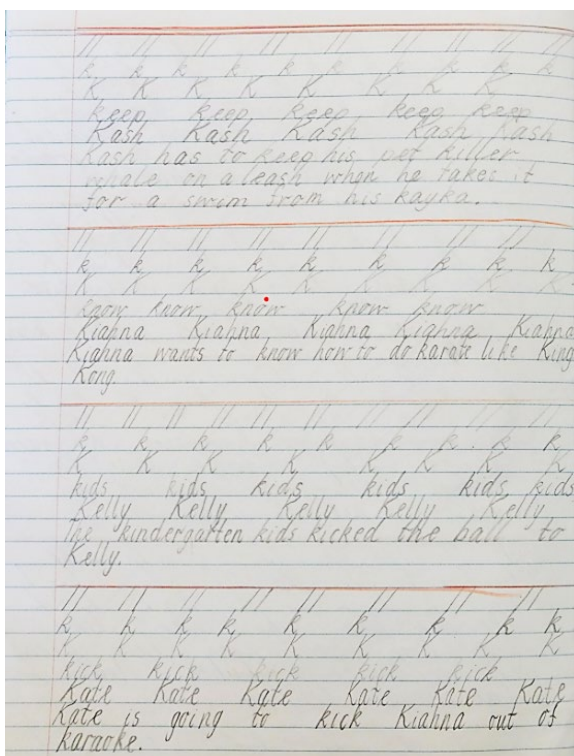 k k k k k k k k k
K K K K K K K K
keep keep keep keep keep
Kash Kash Kash Kash Kash
Kash has to keep his pet killer
whale on a leash when he takes it
for a swim from his kayka.
k k k k k k k k k
K K K K K K K K K
know know know know know
Kiahna Kiahna Kiahna Kiahna Kiahna
Kiahna wants to know how to do karate like King
Kong.
k k k k k k k k k
K K K K K K K K
kids kids kids kids kids kids
Kelly Kelly Kelly Kelly Kelly
The kindergarten kids kicked the ball to
Kelly.
k k k k k k k k k
K K K K K K K K K
kick kick kick kick kick
Kate Kate Kate Kate Kate Kate
Kate is going to kick Kiahna out of
karaoke.